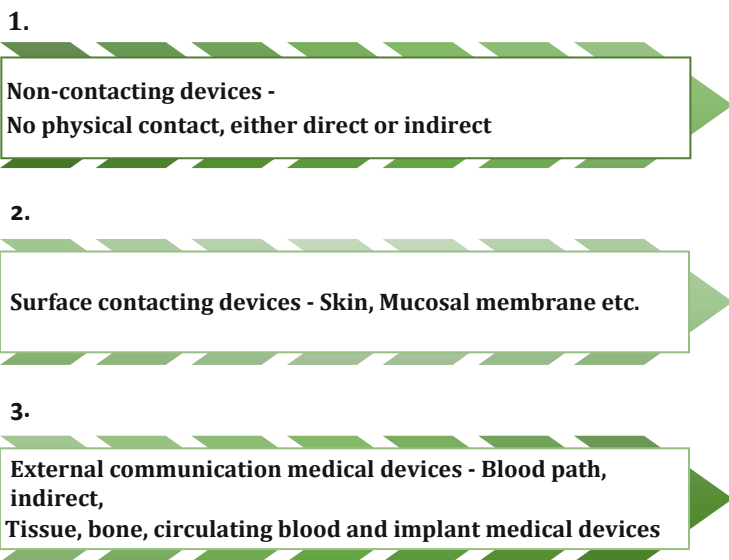 1.
Non-contacting devices -
No physical contact, either direct or indirect
2.
Surface contacting devices - Skin, Mucosal membrane etc.
3.
External communication medical devices - Blood path,
indirect,
Tissue, bone, circulating blood and implant medical devices